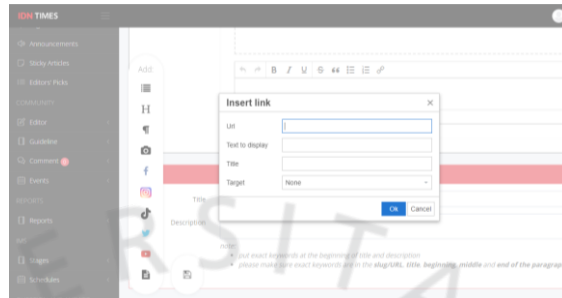 IDN TIMES
Announcements
Sticky Articles
Editors' Picks
COMMUNITY
Editor
Guideline
Comment
Events
REPORTS
Reports
Stages
Schedules
Add
H
B I U S
Insert link
Url
Text to display
Title
Target
None
Ok
Cancel
Title
Description
note:
put exact keywords at the beginning of title and description
please make sure exact keywords are in the slug/URL, title, beginning, middle and end of the paragrap
ERSITA